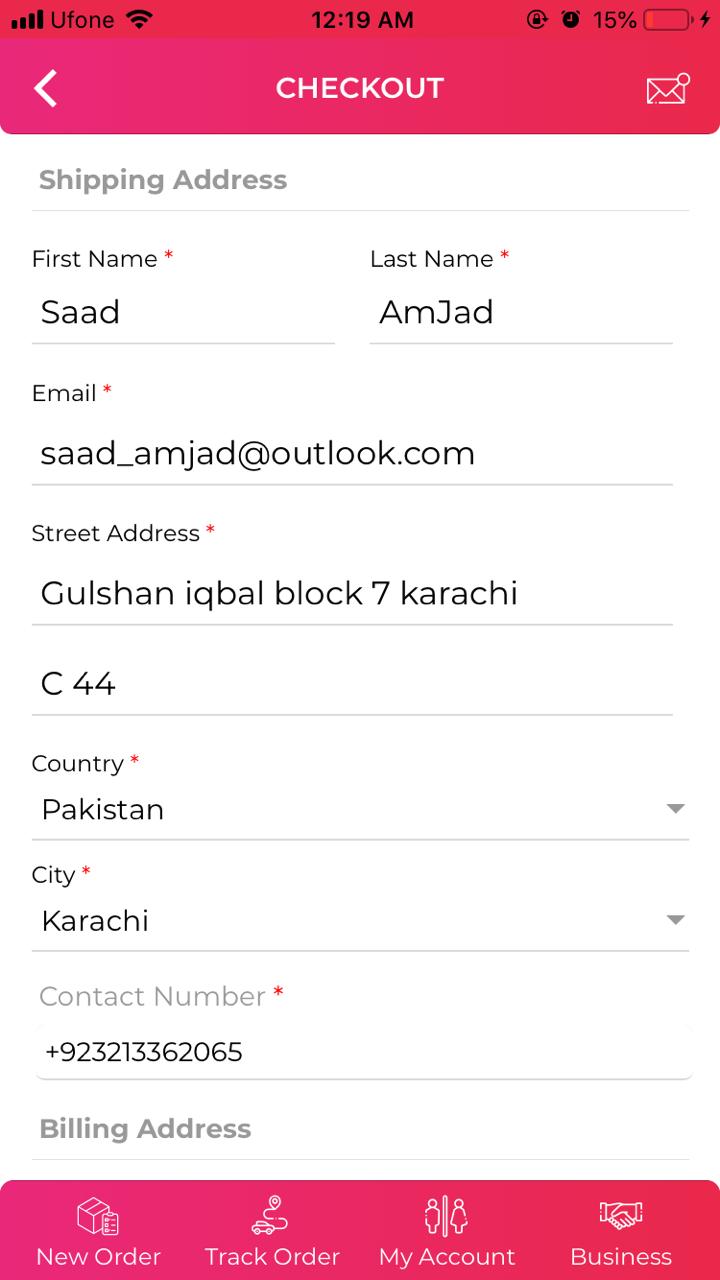 Ufone 12:19 AM 15%
CHECKOUT
Shipping Address
First Name * Last Name *
Saad AmJad
Email *
saad_amjad@outlook.com
Street Address *
Gulshan iqbal block 7 karachi
C 44
Country *
Pakistan
City *
Karachi
Contact Number *
+923213362065
Billing Address
New Order Track Order My Account Business